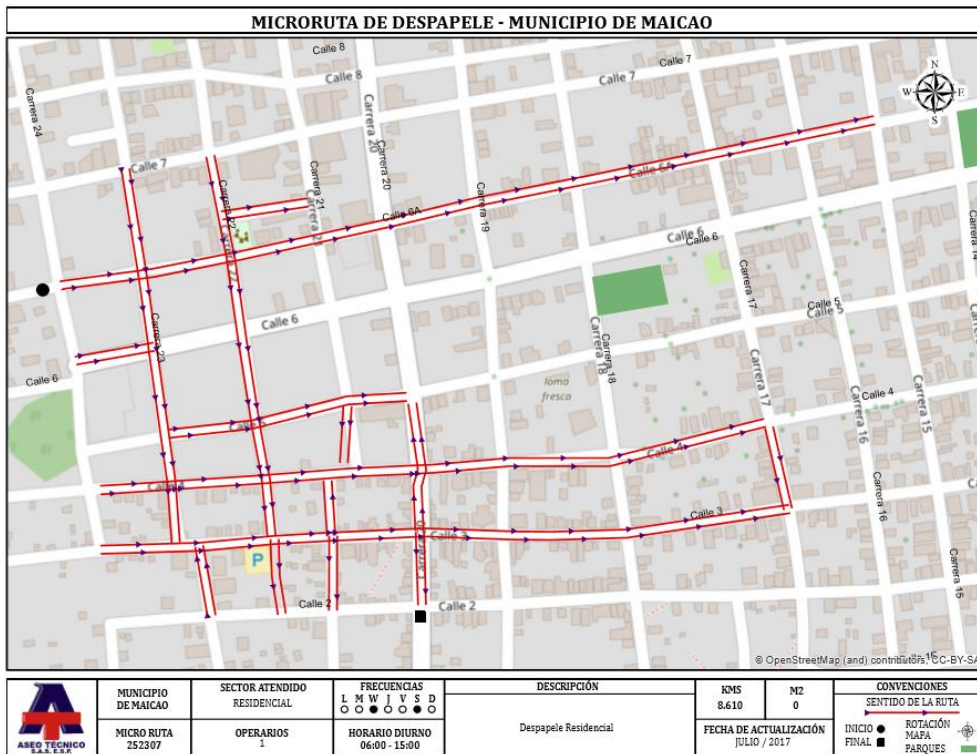 MICRORUTA DE DESPAPELE - MUNICIPIO DE MAICAO
Calle 8
Calle 7
Calle 8
Calle 7
Carrera 24
Carrera 20
N
W
E
S
Calle 7
Carrera 20
Calle 6A
Carrera 21
Carrera 22
Calle 6A
Carrera 19
Calle 6
Calle 6
Carrera 14
Carrera 17
Calle 6
Calle 5
Calle 5
Carrera 23
Carrera 18
Carrera 18
Calle 6
loma
fresca
Carrera 17
Calle 4
Carrera 16
Carrera 15
Calle 4
Carrera 16
Calle 3
Calle 3
P
Calle 2
Calle 2
Carrera 15
© OpenStreetMap (and) contributors, CC-BY-SA
MUNICIPIO
DE MAICAO
SECTOR ATENDIDO
RESIDENCIAL
FRECUENCIAS
L M W J V S D
DESCRIPCIÓN
Despapele Residencial
KMS
8.610
M2
0
CONVENCIONES
SENTIDO DE LA RUTA
MICRO RUTA
252307
OPERARIOS
1
HORARIO DIURNO
06:00 - 15:00
FECHA DE ACTUALIZACIÓN
JULIO / 2017
INICIO
FINAL
ROTACIÓN
MAPA
PARQUES
ASEO TÉCNICO
S.A.S. E.S.P.